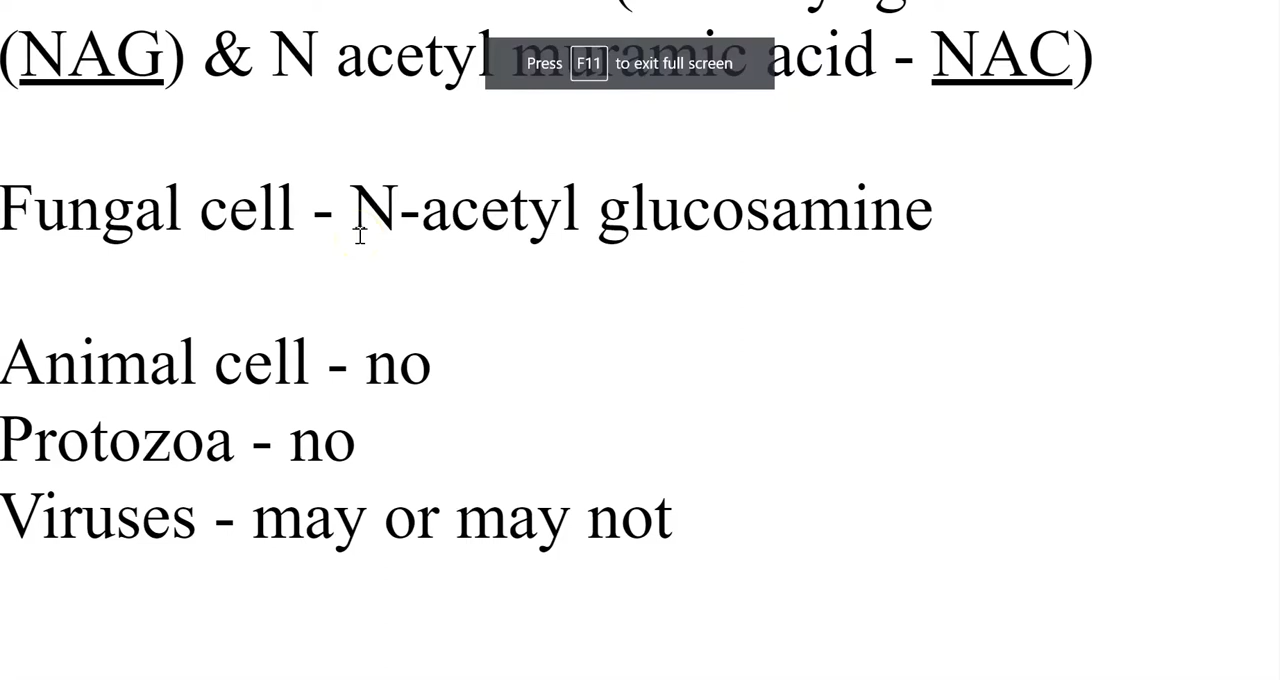 (NAG) & N acetyl muramic acid - NAC)
Press F11 to exit full screen
Fungal cell - N-acetyl glucosamine
Animal cell - no
Protozoa - no
Viruses - may or may not